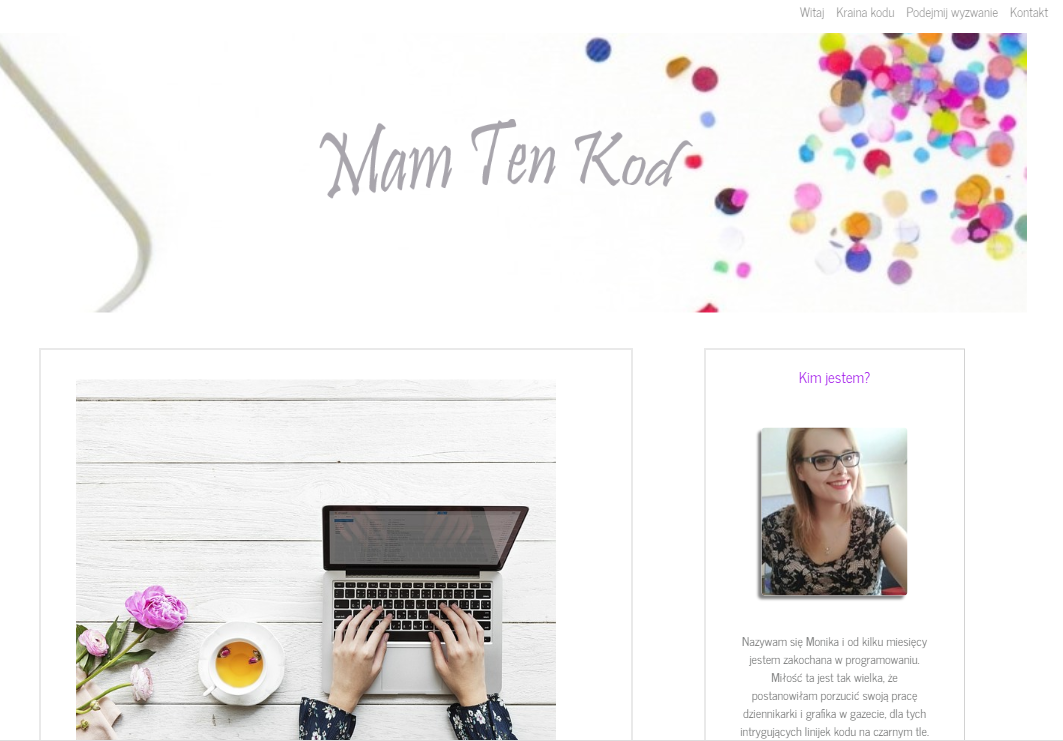 Witaj Kraina kodu Podejmij wyzwanie Kontakt
Mam Ten Kod
Kim jestem?
Nazywam się Monika i od kilku miesięcy
jestem zakochana w programowaniu.
Miłość ta jest tak wielka, że
postanowiłam porzucić swoją pracę
dziennikarki i grafika w gazecie, dla tych
intrygujących linijek kodu na czarnym tle.